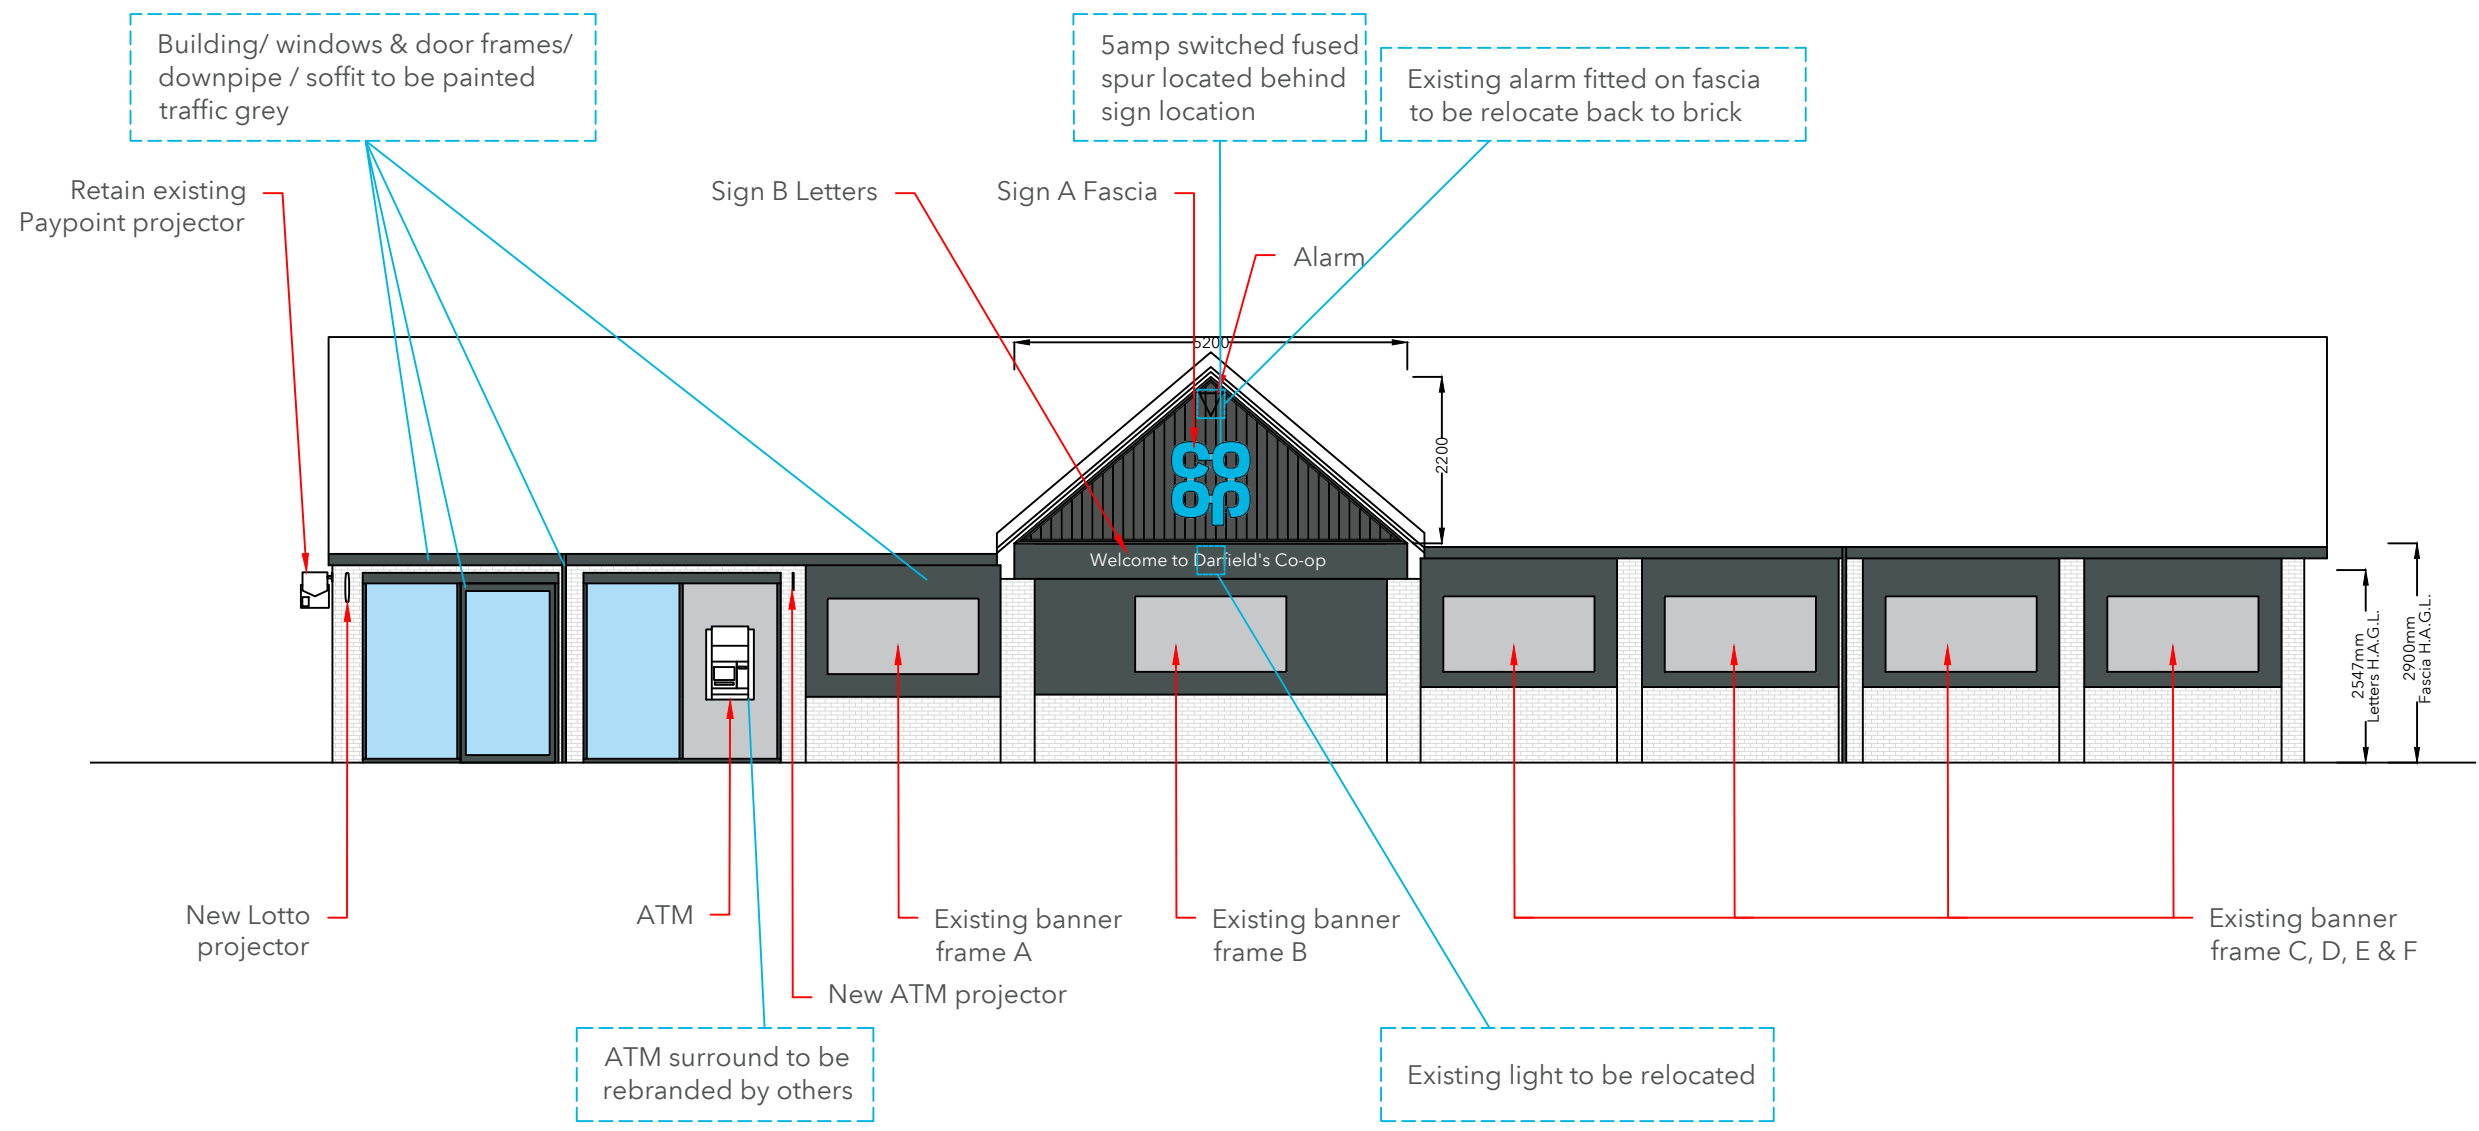 Building/ windows & door frames/
downpipe / soffit to be painted
traffic grey
5amp switched fused
spur located behind
sign location
Existing alarm fitted on fascia
to be relocate back to brick
Retain existing
Paypoint projector
Sign B Letters
Sign A Fascia
Alarm
5200
2200
co
op
Welcome to Darfield's Co-op
2547mm
Letters H.A.G.L.
2900mm
Fascia H.A.G.L.
New Lotto
projector
ATM
Existing banner
frame A
Existing banner
frame B
Existing banner
frame C, D, E & F
New ATM projector
ATM surround to be
rebranded by others
Existing light to be relocated